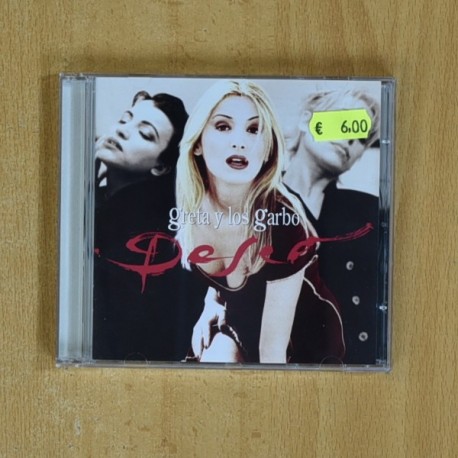 € 6.00
greta y los garbo
Deseo